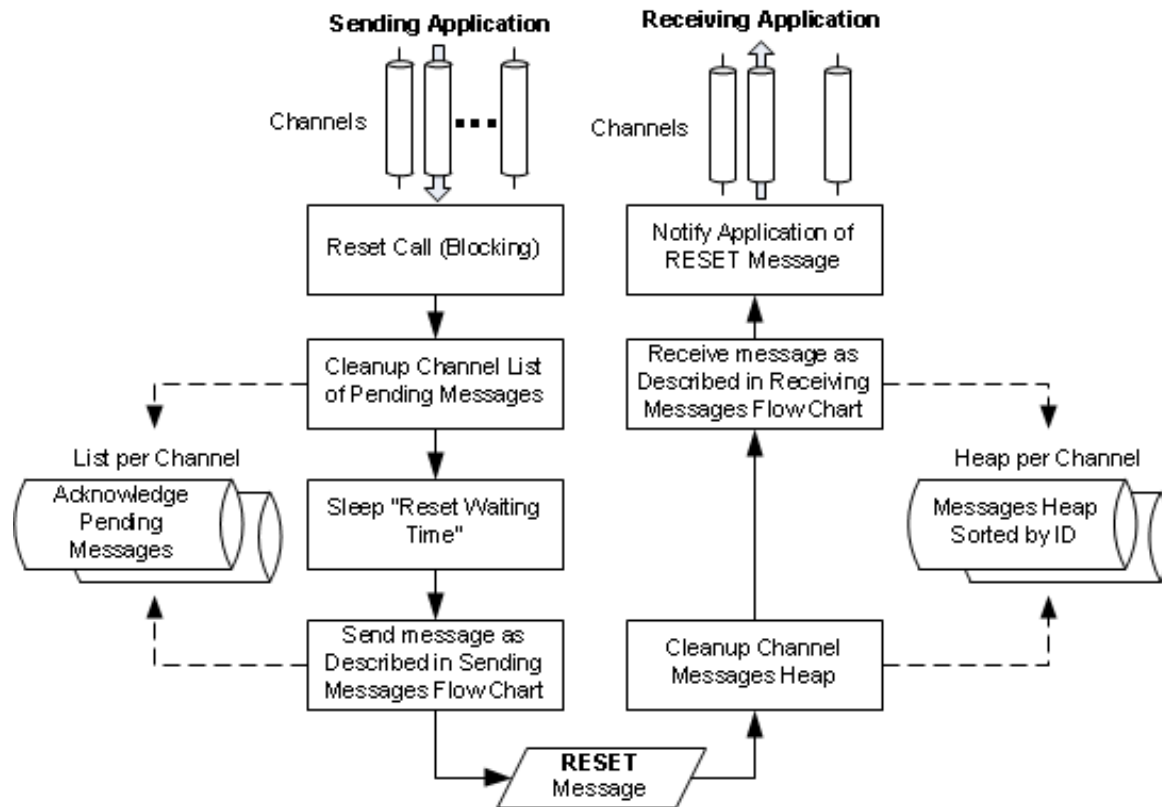 Sending Application
Receiving Application
Channels
Channels
Reset Call (Blocking)
Notify Application of
RESET Message
Cleanup Channel List
of Pending Messages
Receive message as
Described in Receiving
Messages Flow Chart
List per Channel
Acknowledge
Pending
Messages
Sleep "Reset Waiting
Time"
Heap per Channel
Messages Heap
Sorted by ID
Send message as
Described in Sending
Messages Flow Chart
Cleanup Channel
Messages Heap
RESET
Message